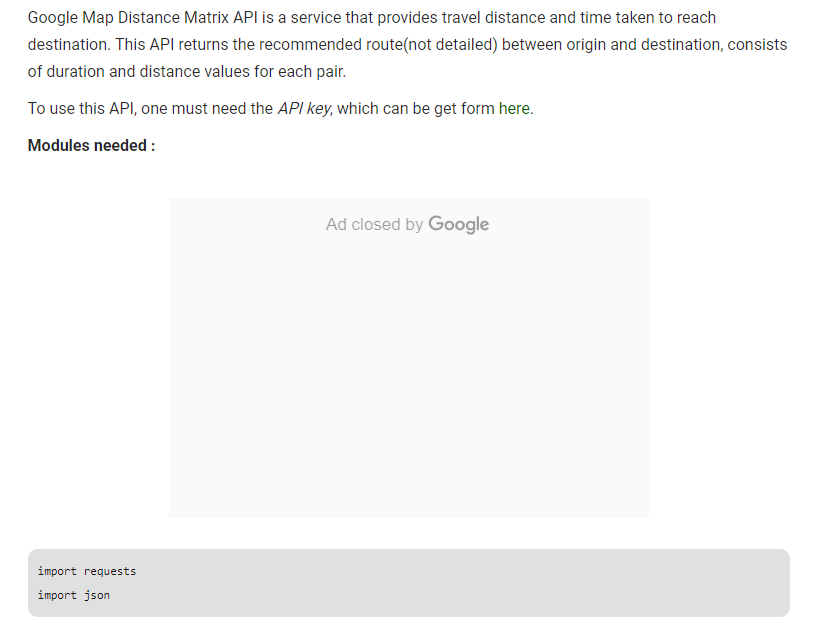 Google Map Distance Matrix API is a service that provides travel distance and time taken to reach
destination. This API returns the recommended route(not detailed) between origin and destination, consists
of duration and distance values for each pair.
To use this API, one must need the API key, which can be get form here.
Modules needed :
Ad closed by Google
import requests
import json